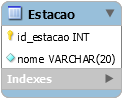 Estacao
id_estacao INT
nome VARCHAR(20)
Indexes